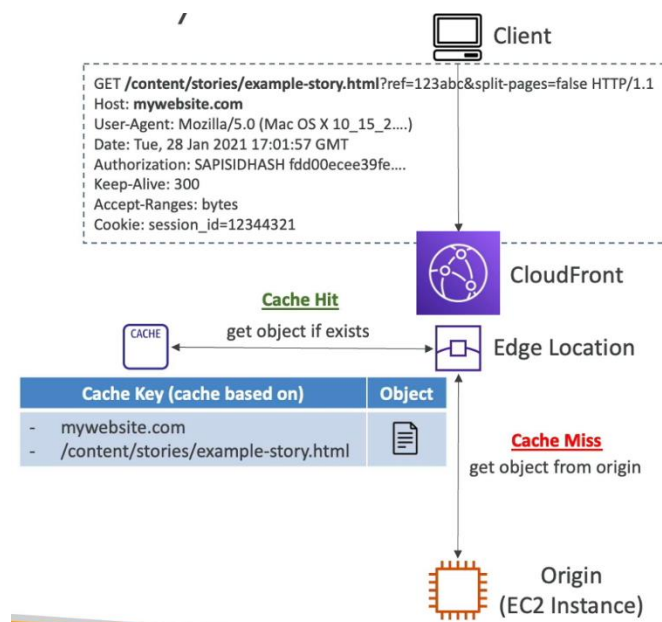 Client
GET /content/stories/example-story.html?ref=123abc&split-pages=false HTTP/1.1
Host: mywebsite.com
User-Agent: Mozilla/5.0 (Mac OS X 10_15_2....)
Date: Tue, 28 Jan 2021 17:01:57 GMT
Authorization: SAPISIDHASH fdd00ecee39fe....
Keep-Alive: 300
Accept-Ranges: bytes
Cookie: session_id=12344321
CloudFront
Cache Hit
get object if exists
CACHE
Edge Location
Cache Key (cache based on) Object
- mywebsite.com
- /content/stories/example-story.html
Cache Miss
get object from origin
Origin
(EC2 Instance)